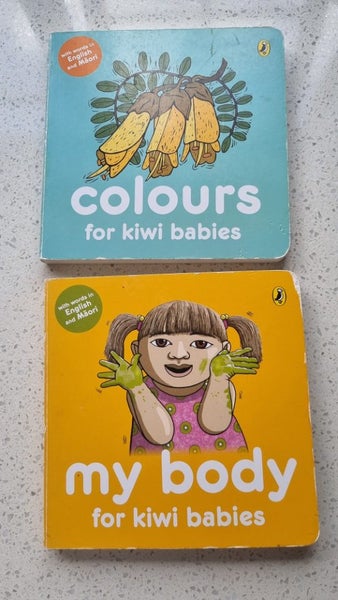 with words in
English
and Māori
colours
for kiwi babies
with words in
English
and Māori
my body
for kiwi babies